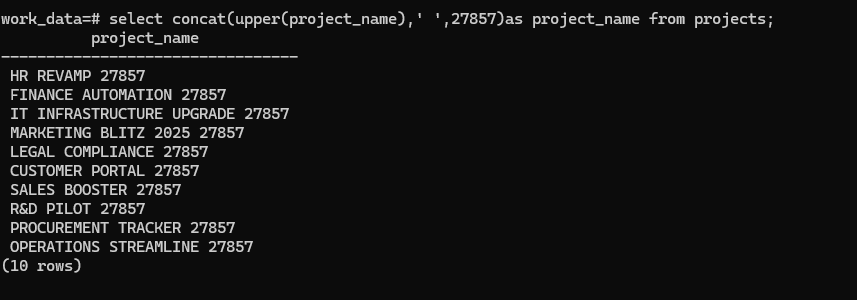 work_data=# select concat(upper(project_name),' ',27857)as project_name from projects;
project_name
---------------------------------
HR REVAMP 27857
FINANCE AUTOMATION 27857
IT INFRASTRUCTURE UPGRADE 27857
MARKETING BLITZ 2025 27857
LEGAL COMPLIANCE 27857
CUSTOMER PORTAL 27857
SALES BOOSTER 27857
R&D PILOT 27857
PROCUREMENT TRACKER 27857
OPERATIONS STREAMLINE 27857
(10 rows)